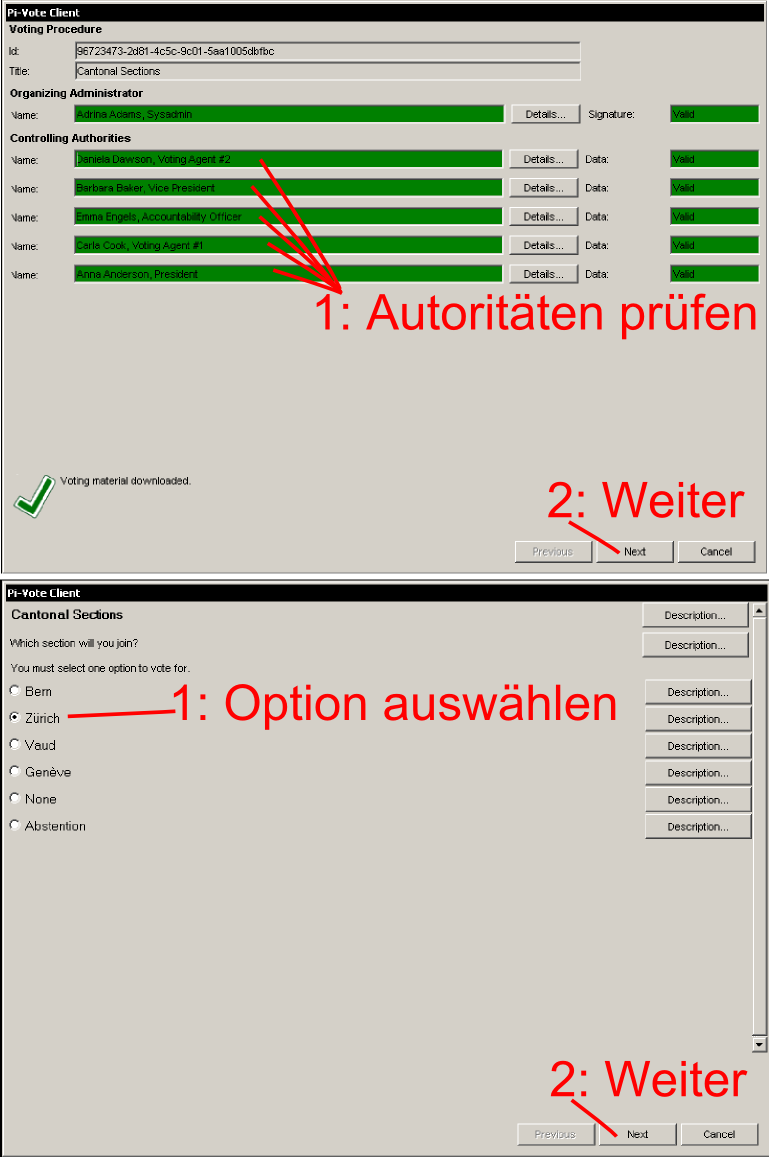 Pi-Vote Client
Voting Procedure
Id: 96723473-2d81-4c5c-9c01-5aa1005dbfbc
Title: Cantonal Sections
Organizing Administrator
Name: Adrina Adams, Sysadmin Details... Signature: Valid
Controlling Authorities
Name: Daniela Dawson, Voting Agent #2 Details... Data: Valid
Name: Barbara Baker, Vice President Details... Data: Valid
Name: Emma Engels, Accountability Officer Details... Data: Valid
Name: Carla Cook, Voting Agent #1 Details... Data: Valid
Name: Anna Anderson, President Details... Data: Valid
1: Autoritäten prüfen
Voting material downloaded.
2: Weiter
Previous Next Cancel
Pi-Vote Client
Cantonal Sections Description...
Which section will you join? Description...
You must select one option to vote for.
Bern Description...
1: Option auswählen
Zürich Description...
Vaud Description...
Genève Description...
None Description...
Abstention Description...
2: Weiter
Previous Next Cancel